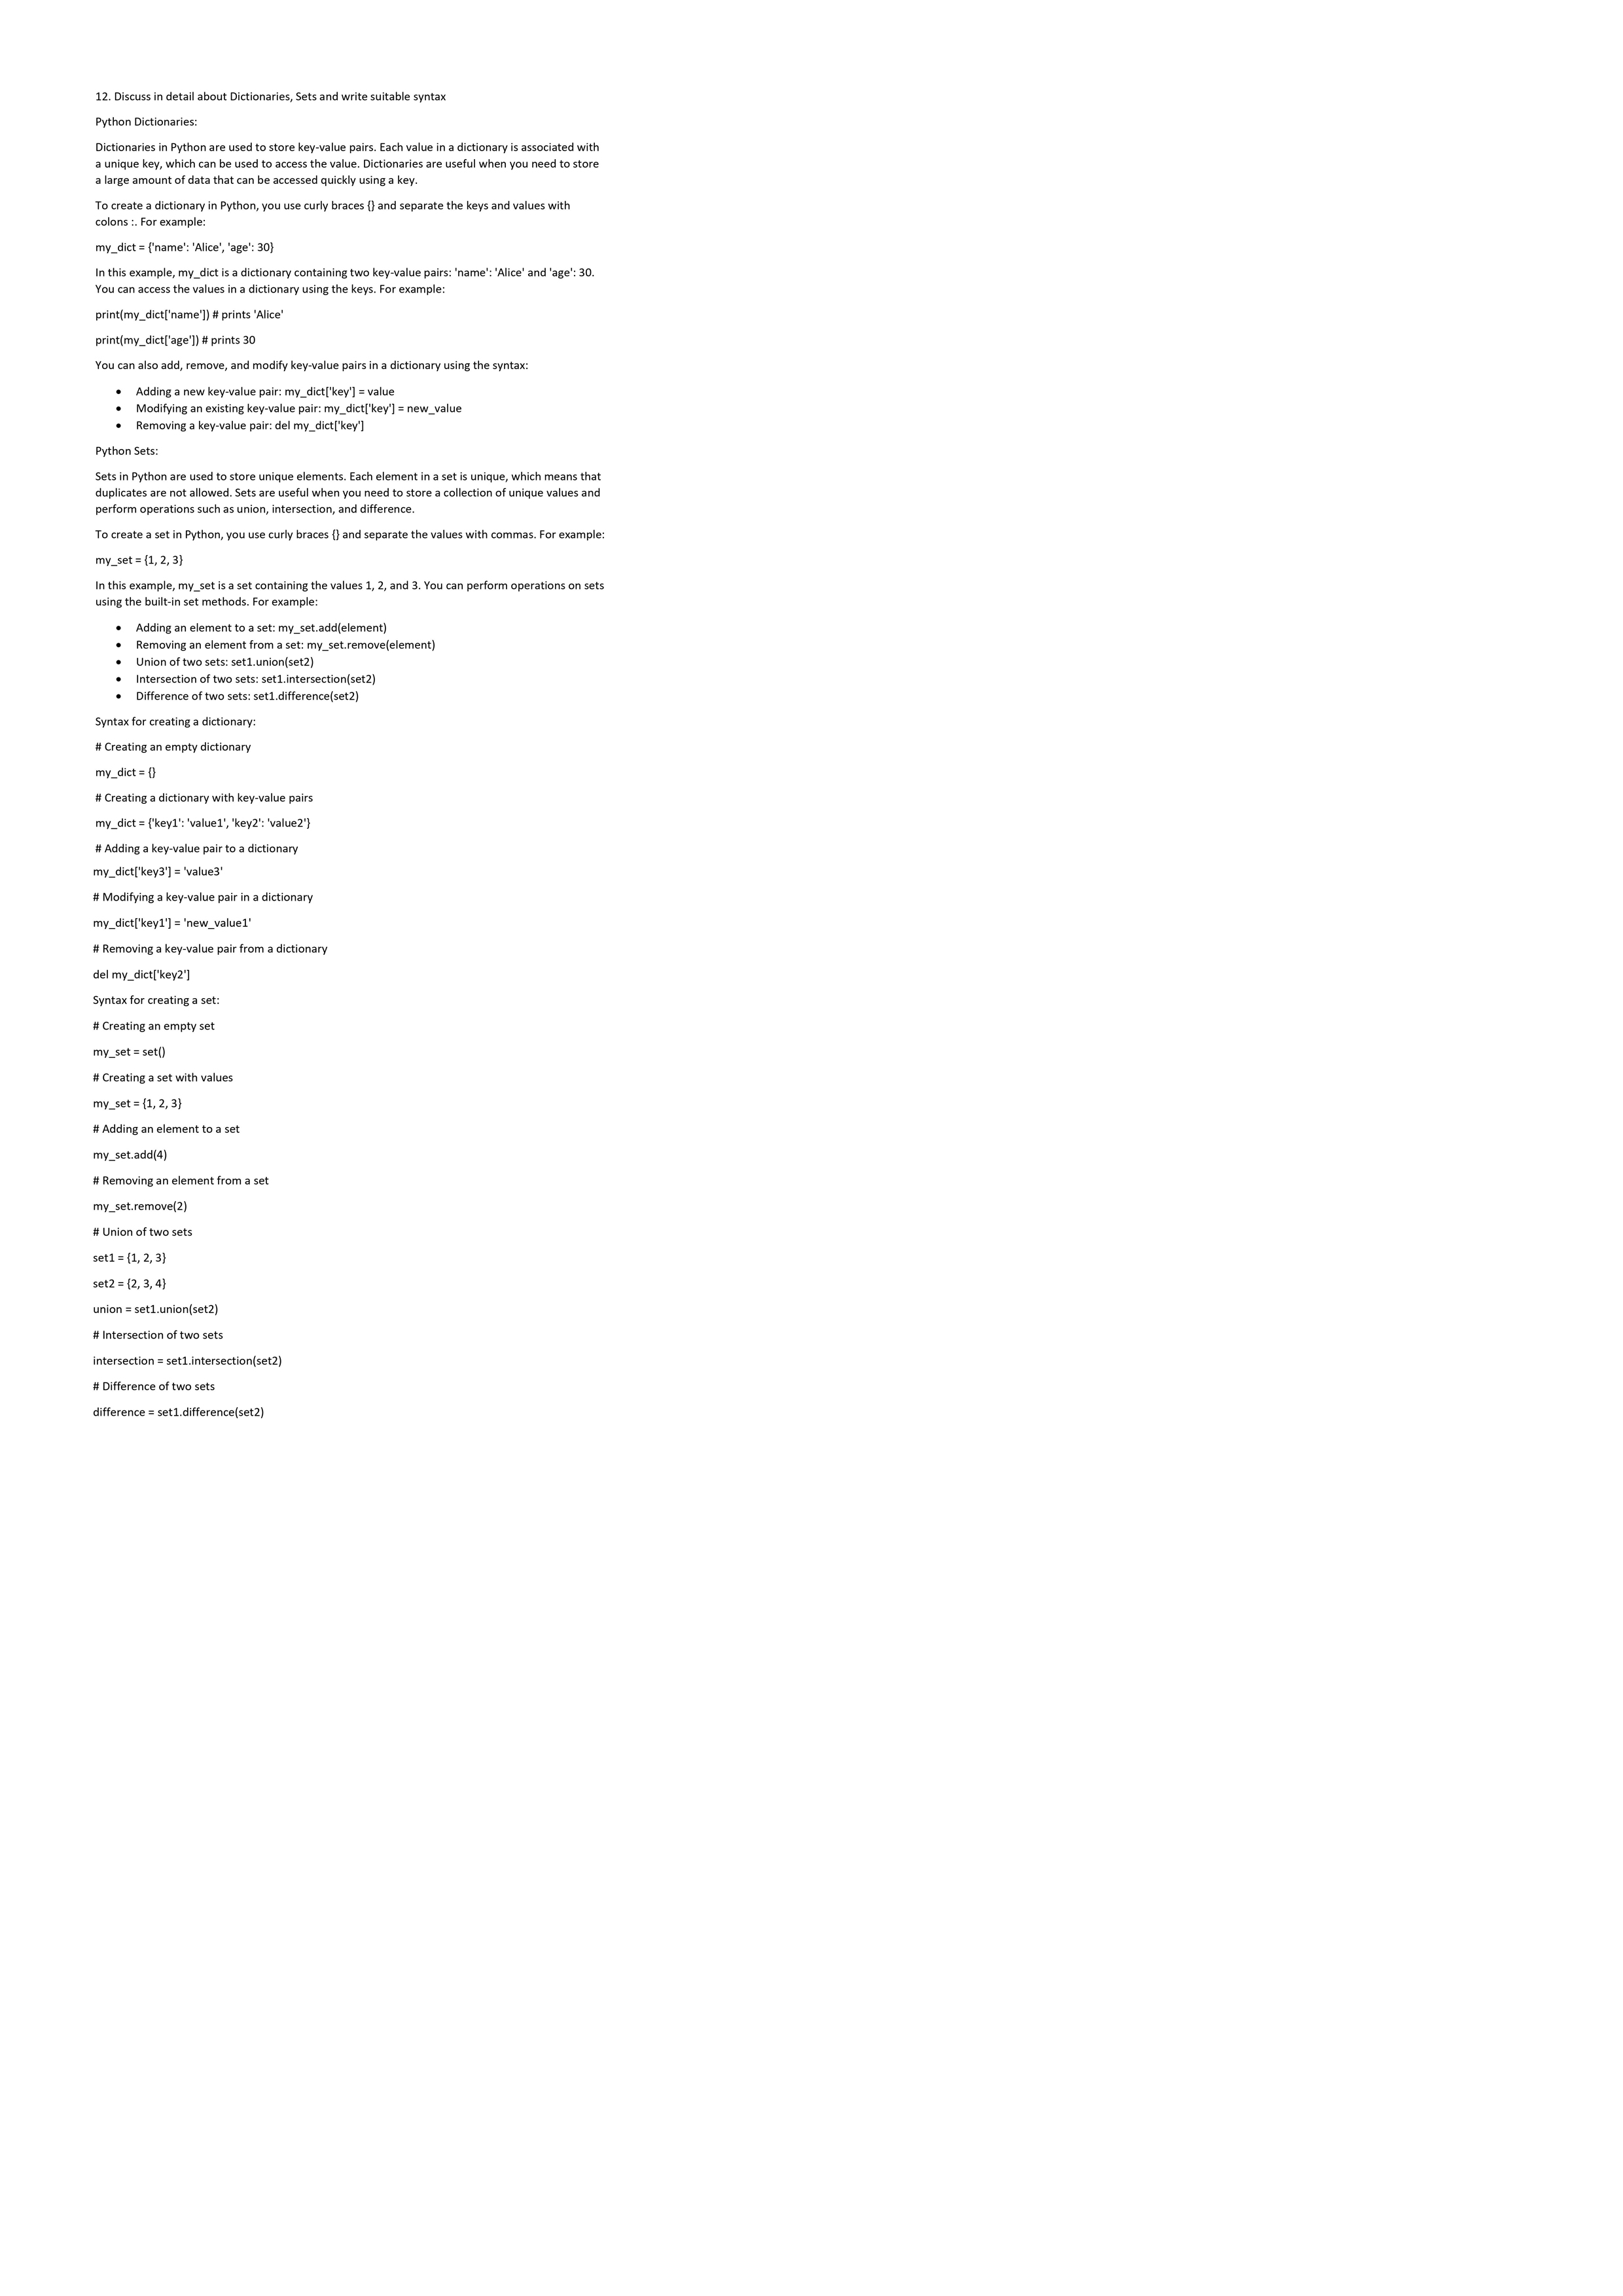 12. Discuss in detail about Dictionaries, Sets and write suitable syntax
Python Dictionaries:
Dictionaries in Python are used to store key-value pairs. Each value in a dictionary is associated with
a unique key, which can be used to access the value. Dictionaries are useful when you need to store
a large amount of data that can be accessed quickly using a key.
To create a dictionary in Python, you use curly braces {} and separate the keys and values with
colons :. For example:
my_dict = {'name': 'Alice', 'age': 30}
In this example, my_dict is a dictionary containing two key-value pairs: 'name': 'Alice' and 'age': 30.
You can access the values in a dictionary using the keys. For example:
print(my_dict['name']) # prints 'Alice'
print(my_dict['age']) # prints 30
You can also add, remove, and modify key-value pairs in a dictionary using the syntax:
• Adding a new key-value pair: my_dict['key'] = value
• Modifying an existing key-value pair: my_dict['key'] = new_value
• Removing a key-value pair: del my_dict['key']
Python Sets:
Sets in Python are used to store unique elements. Each element in a set is unique, which means that
duplicates are not allowed. Sets are useful when you need to store a collection of unique values and
perform operations such as union, intersection, and difference.
To create a set in Python, you use curly braces {} and separate the values with commas. For example:
my_set = {1, 2, 3}
In this example, my_set is a set containing the values 1, 2, and 3. You can perform operations on sets
using the built-in set methods. For example:
• Adding an element to a set: my_set.add(element)
• Removing an element from a set: my_set.remove(element)
• Union of two sets: set1.union(set2)
• Intersection of two sets: set1.intersection(set2)
• Difference of two sets: set1.difference(set2)
Syntax for creating a dictionary:
# Creating an empty dictionary
my_dict = {}
# Creating a dictionary with key-value pairs
my_dict = {'key1': 'value1', 'key2': 'value2'}
# Adding a key-value pair to a dictionary
my_dict['key3'] = 'value3'
# Modifying a key-value pair in a dictionary
my_dict['key1'] = 'new_value1'
# Removing a key-value pair from a dictionary
del my_dict['key2']
Syntax for creating a set:
# Creating an empty set
my_set = set()
# Creating a set with values
my_set = {1, 2, 3}
# Adding an element to a set
my_set.add(4)
# Removing an element from a set
my_set.remove(2)
# Union of two sets
set1 = {1, 2, 3}
set2 = {2, 3, 4}
union = set1.union(set2)
# Intersection of two sets
intersection = set1.intersection(set2)
# Difference of two sets
difference = set1.difference(set2)